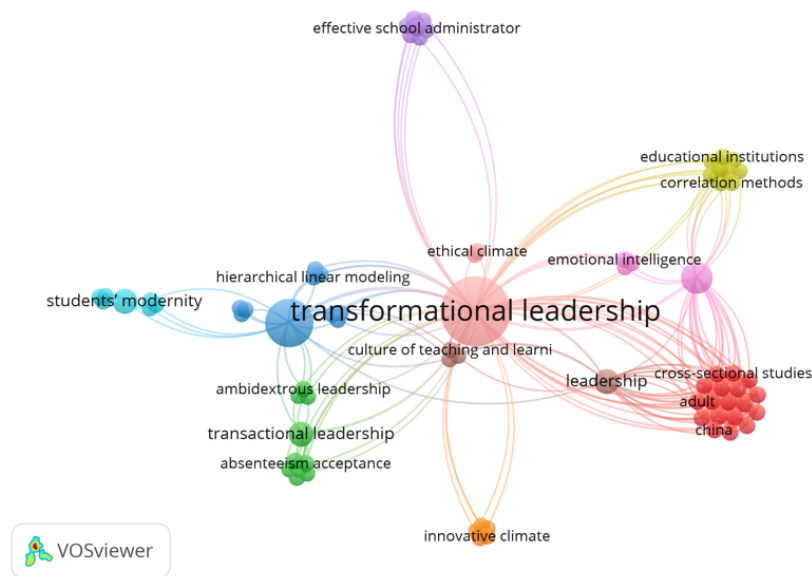 effective school administrator
educational institutions
correlation methods
ethical climate
emotional intelligence
hierarchical linear modeling
students' modernity
transformational leadership
culture of teaching and learni
leadership
cross-sectional studies
ambidextrous leadership
adult
transactional leadership
china
absenteeism acceptance
innovative climate
VOSviewer